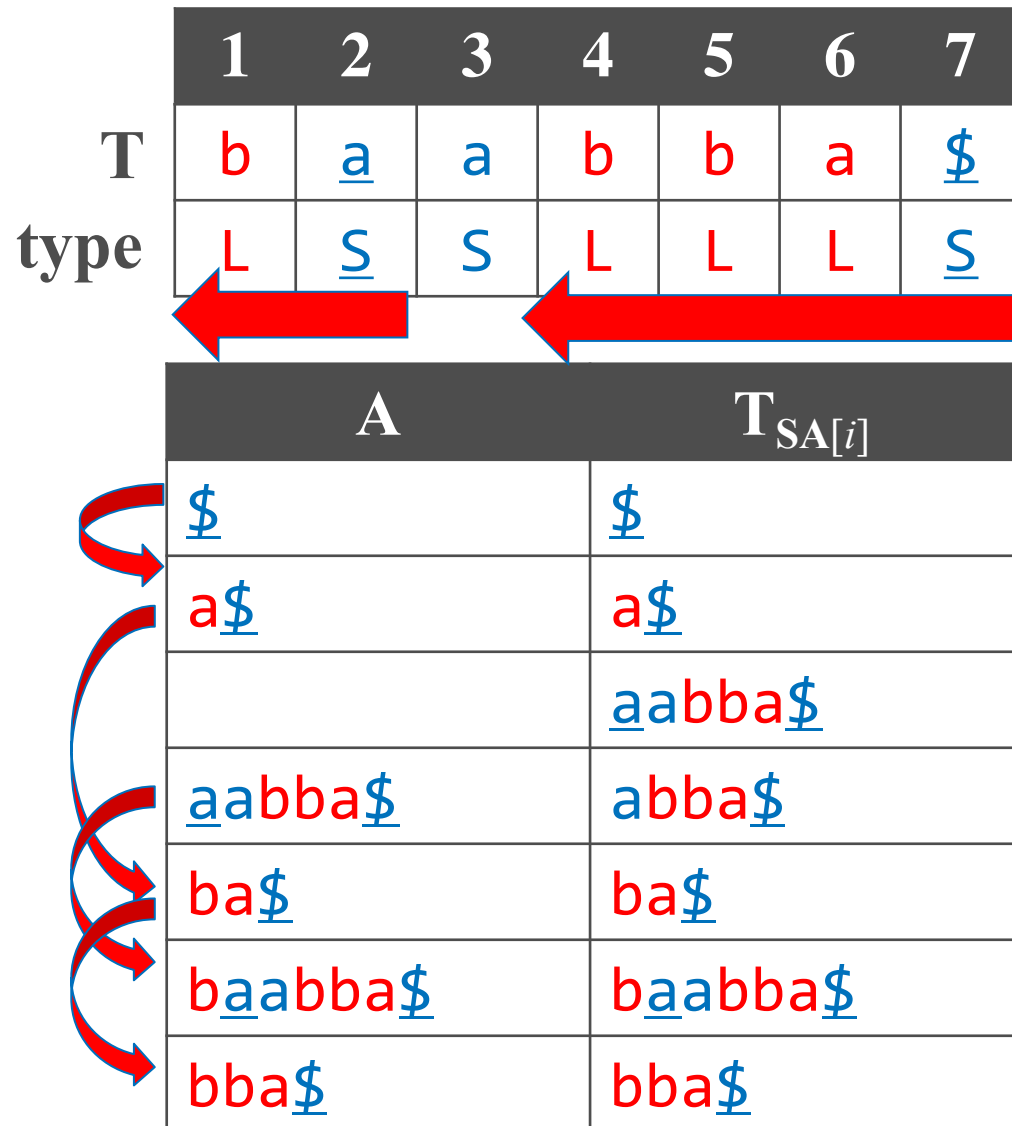 1 2 3 4 5 6 7
T b a a b b a $
type L S S L L L S
A T_SA[i]
$ $
a$ a$
aabba$
aabba$ abba$
ba$ ba$
baabba$ baabba$
bba$ bba$